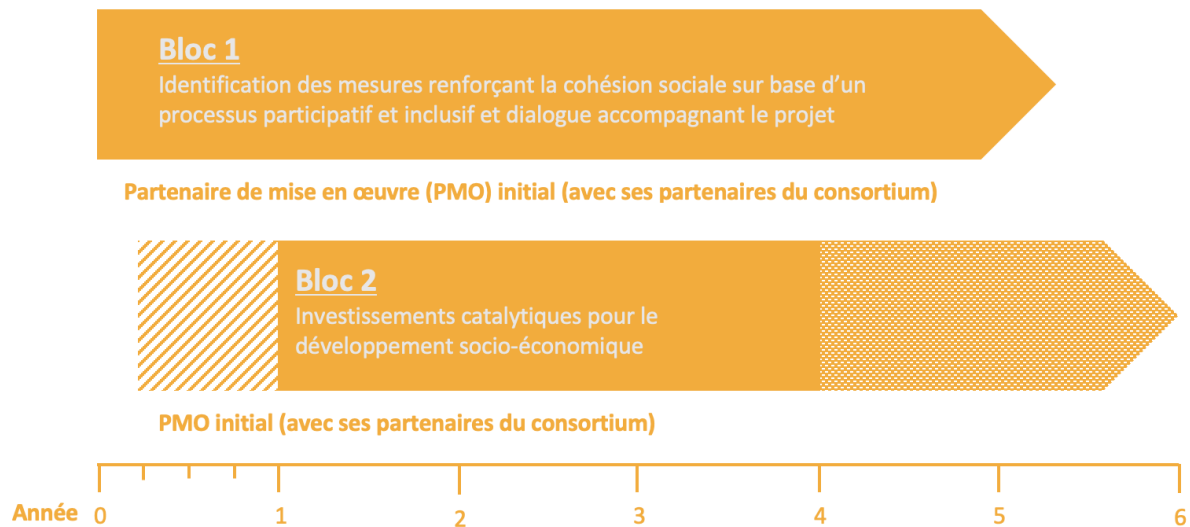 Bloc 1
Identification des mesures renforçant la cohésion sociale sur base d’un
processus participatif et inclusif et dialogue accompagnant le projet
Partenaire de mise en œuvre (PMO) initial (avec ses partenaires du consortium)
Bloc 2
Investissements catalytiques pour le
développement socio-économique
PMO initial (avec ses partenaires du consortium)
Année 0 1 2 3 4 5 6